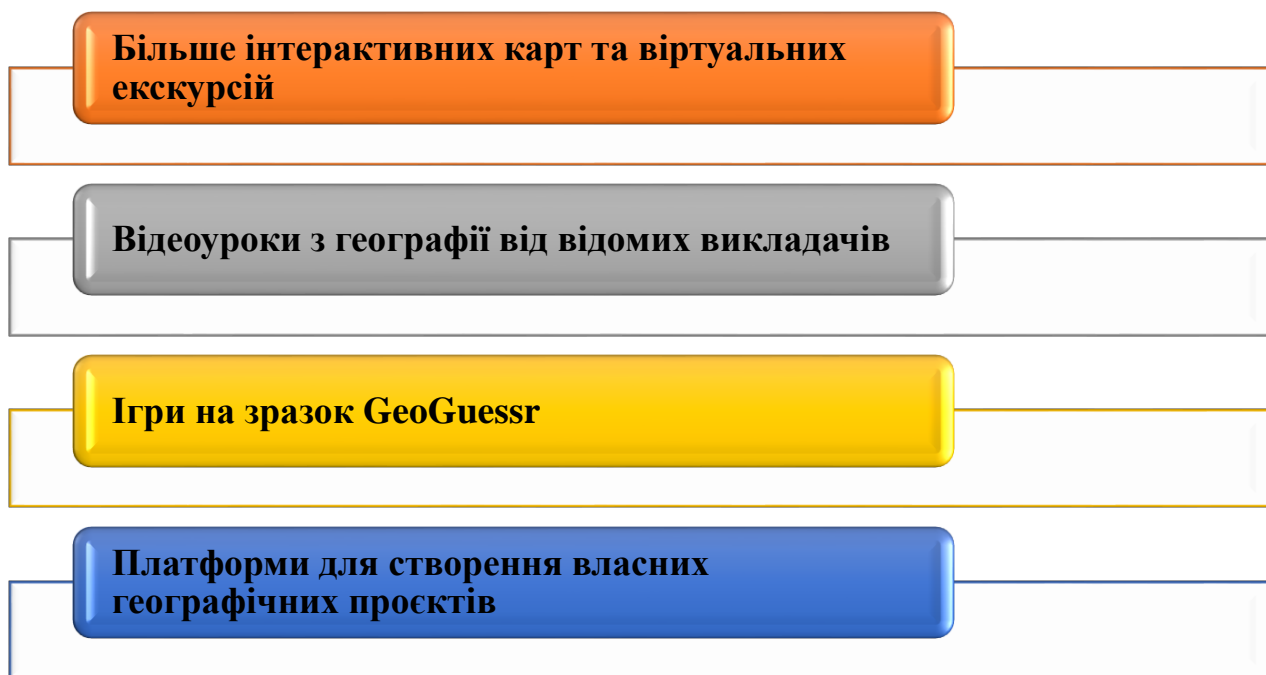 Більше інтерактивних карт та віртуальних
екскурсій
Відеоуроки з географії від відомих викладачів
Ігри на зразок GeoGuessr
Платформи для створення власних
географічних проєктів